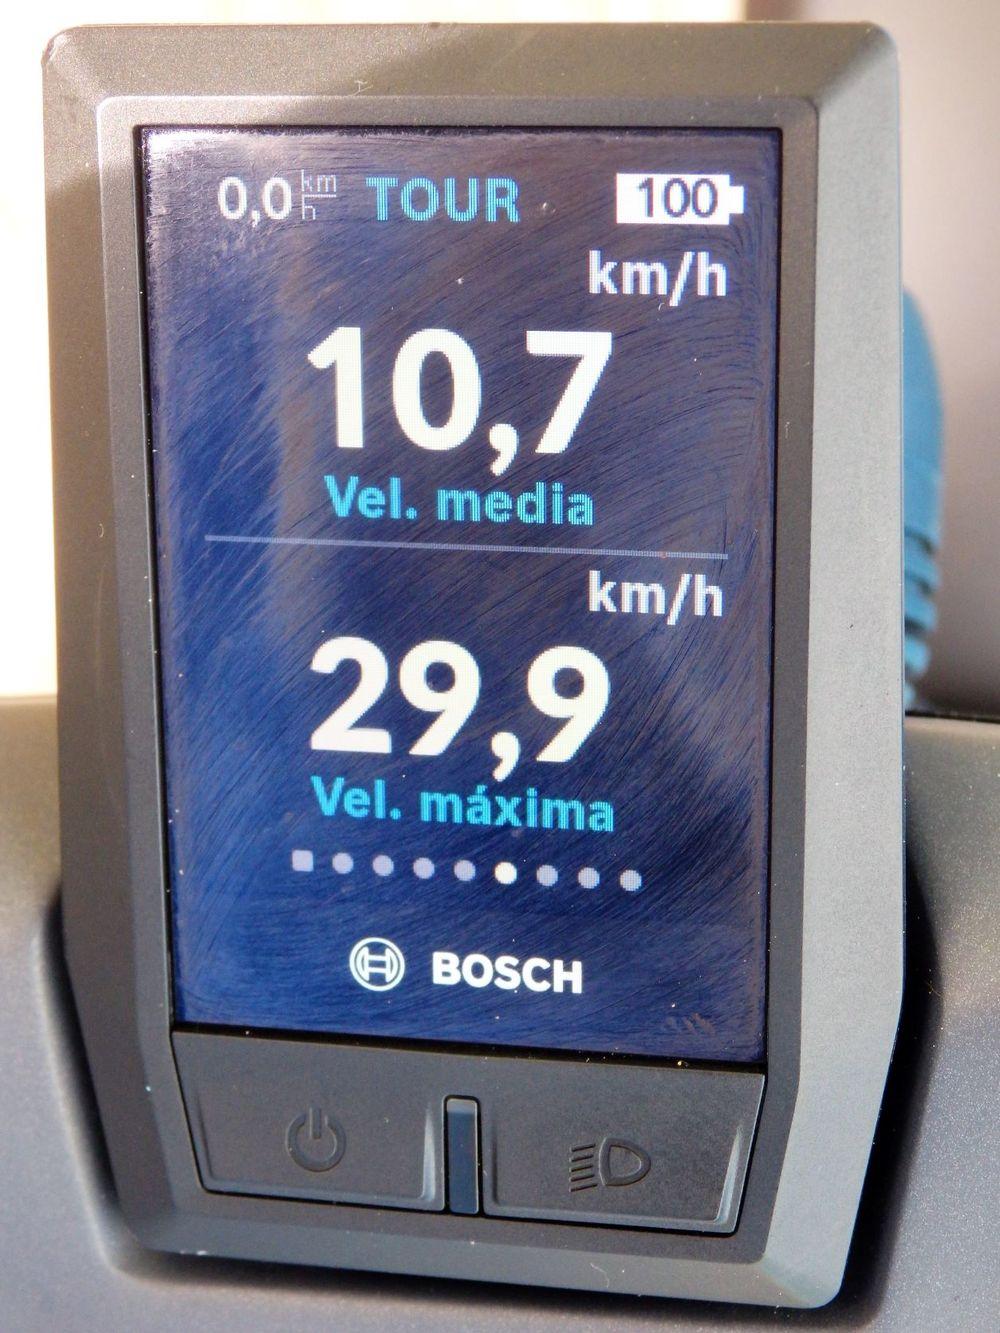 0,0 km/h TOUR 100
km/h
10,7
Vel. media
km/h
29,9
Vel. máxima
BOSCH